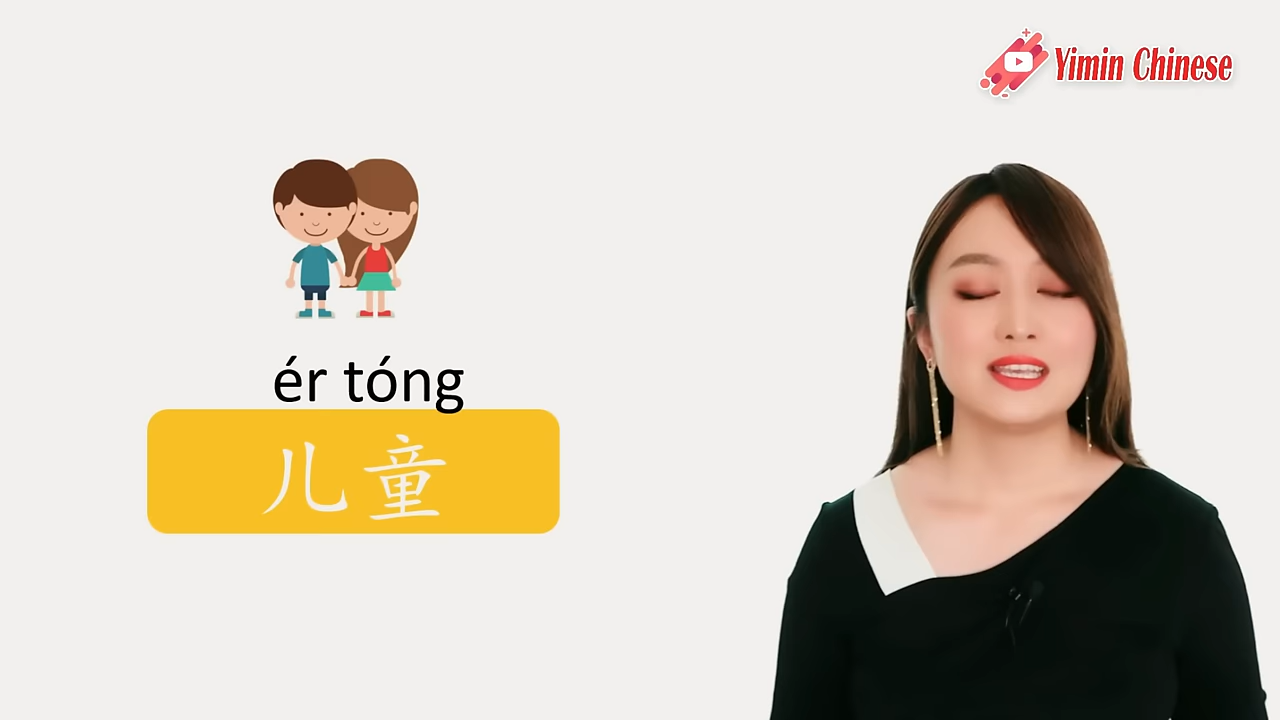 Yimin Chinese
ér tóng
儿童